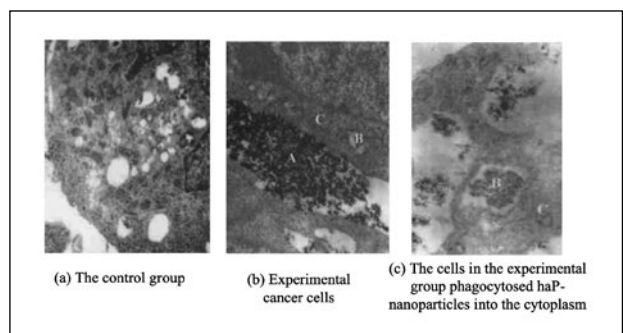 C
B
A
B
C
(a) The control group
(b) Experimental
cancer cells
(c) The cells in the experimental
group phagocytosed haP-
nanoparticles into the cytoplasm